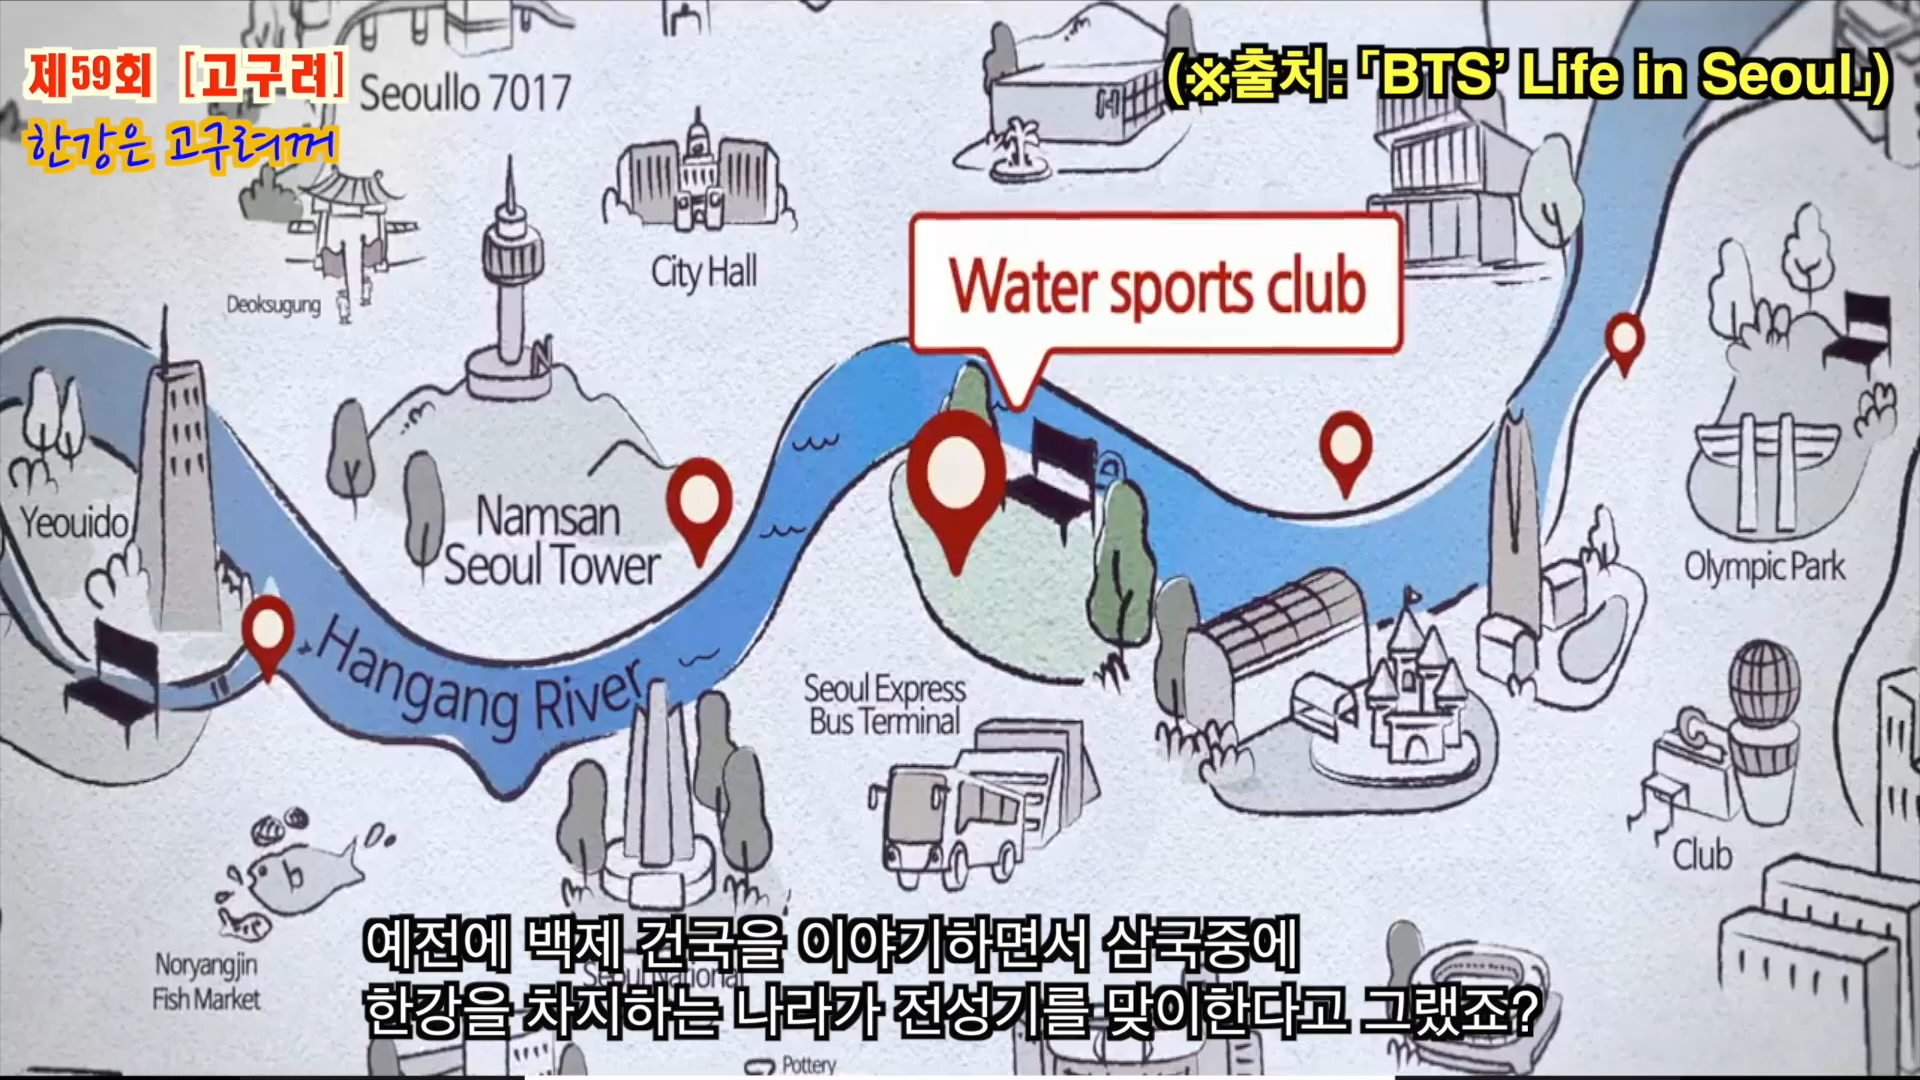 제59회 [고구려]
한강은 고구려꺼
(※출처: 「BTS’ Life in Seoul」)
Seoullo 7017
Deoksugung
City Hall
Water sports club
Yeouido
Namsan
Seoul Tower
Hangang River
Olympic Park
Seoul Express
Bus Terminal
Club
Noryangjin
Fish Market
Seoul National
Pottery
예전에 백제 건국을 이야기하면서 삼국중에
한강을 차지하는 나라가 전성기를 맞이한다고 그랬죠?